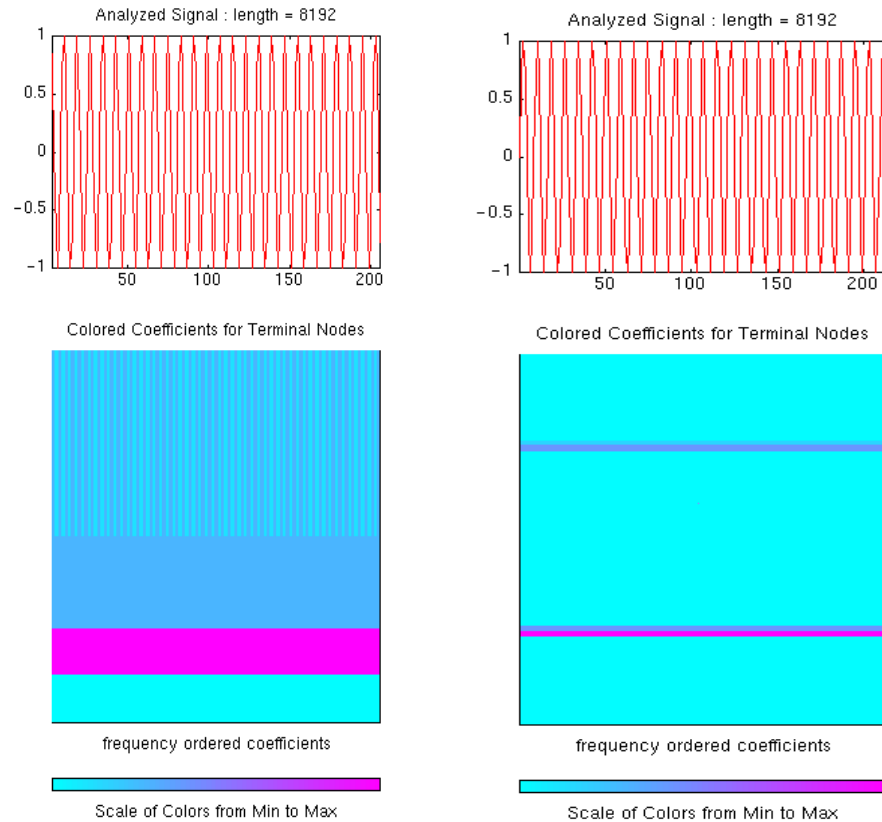 Analyzed Signal : length = 8192
1
0.5
0
−0.5
−1
50
100
150
200
Colored Coefficients for Terminal Nodes
frequency ordered coefficients
Scale of Colors from Min to Max
Analyzed Signal : length = 8192
1
0.5
0
−0.5
−1
50
100
150
200
Colored Coefficients for Terminal Nodes
frequency ordered coefficients
Scale of Colors from Min to Max